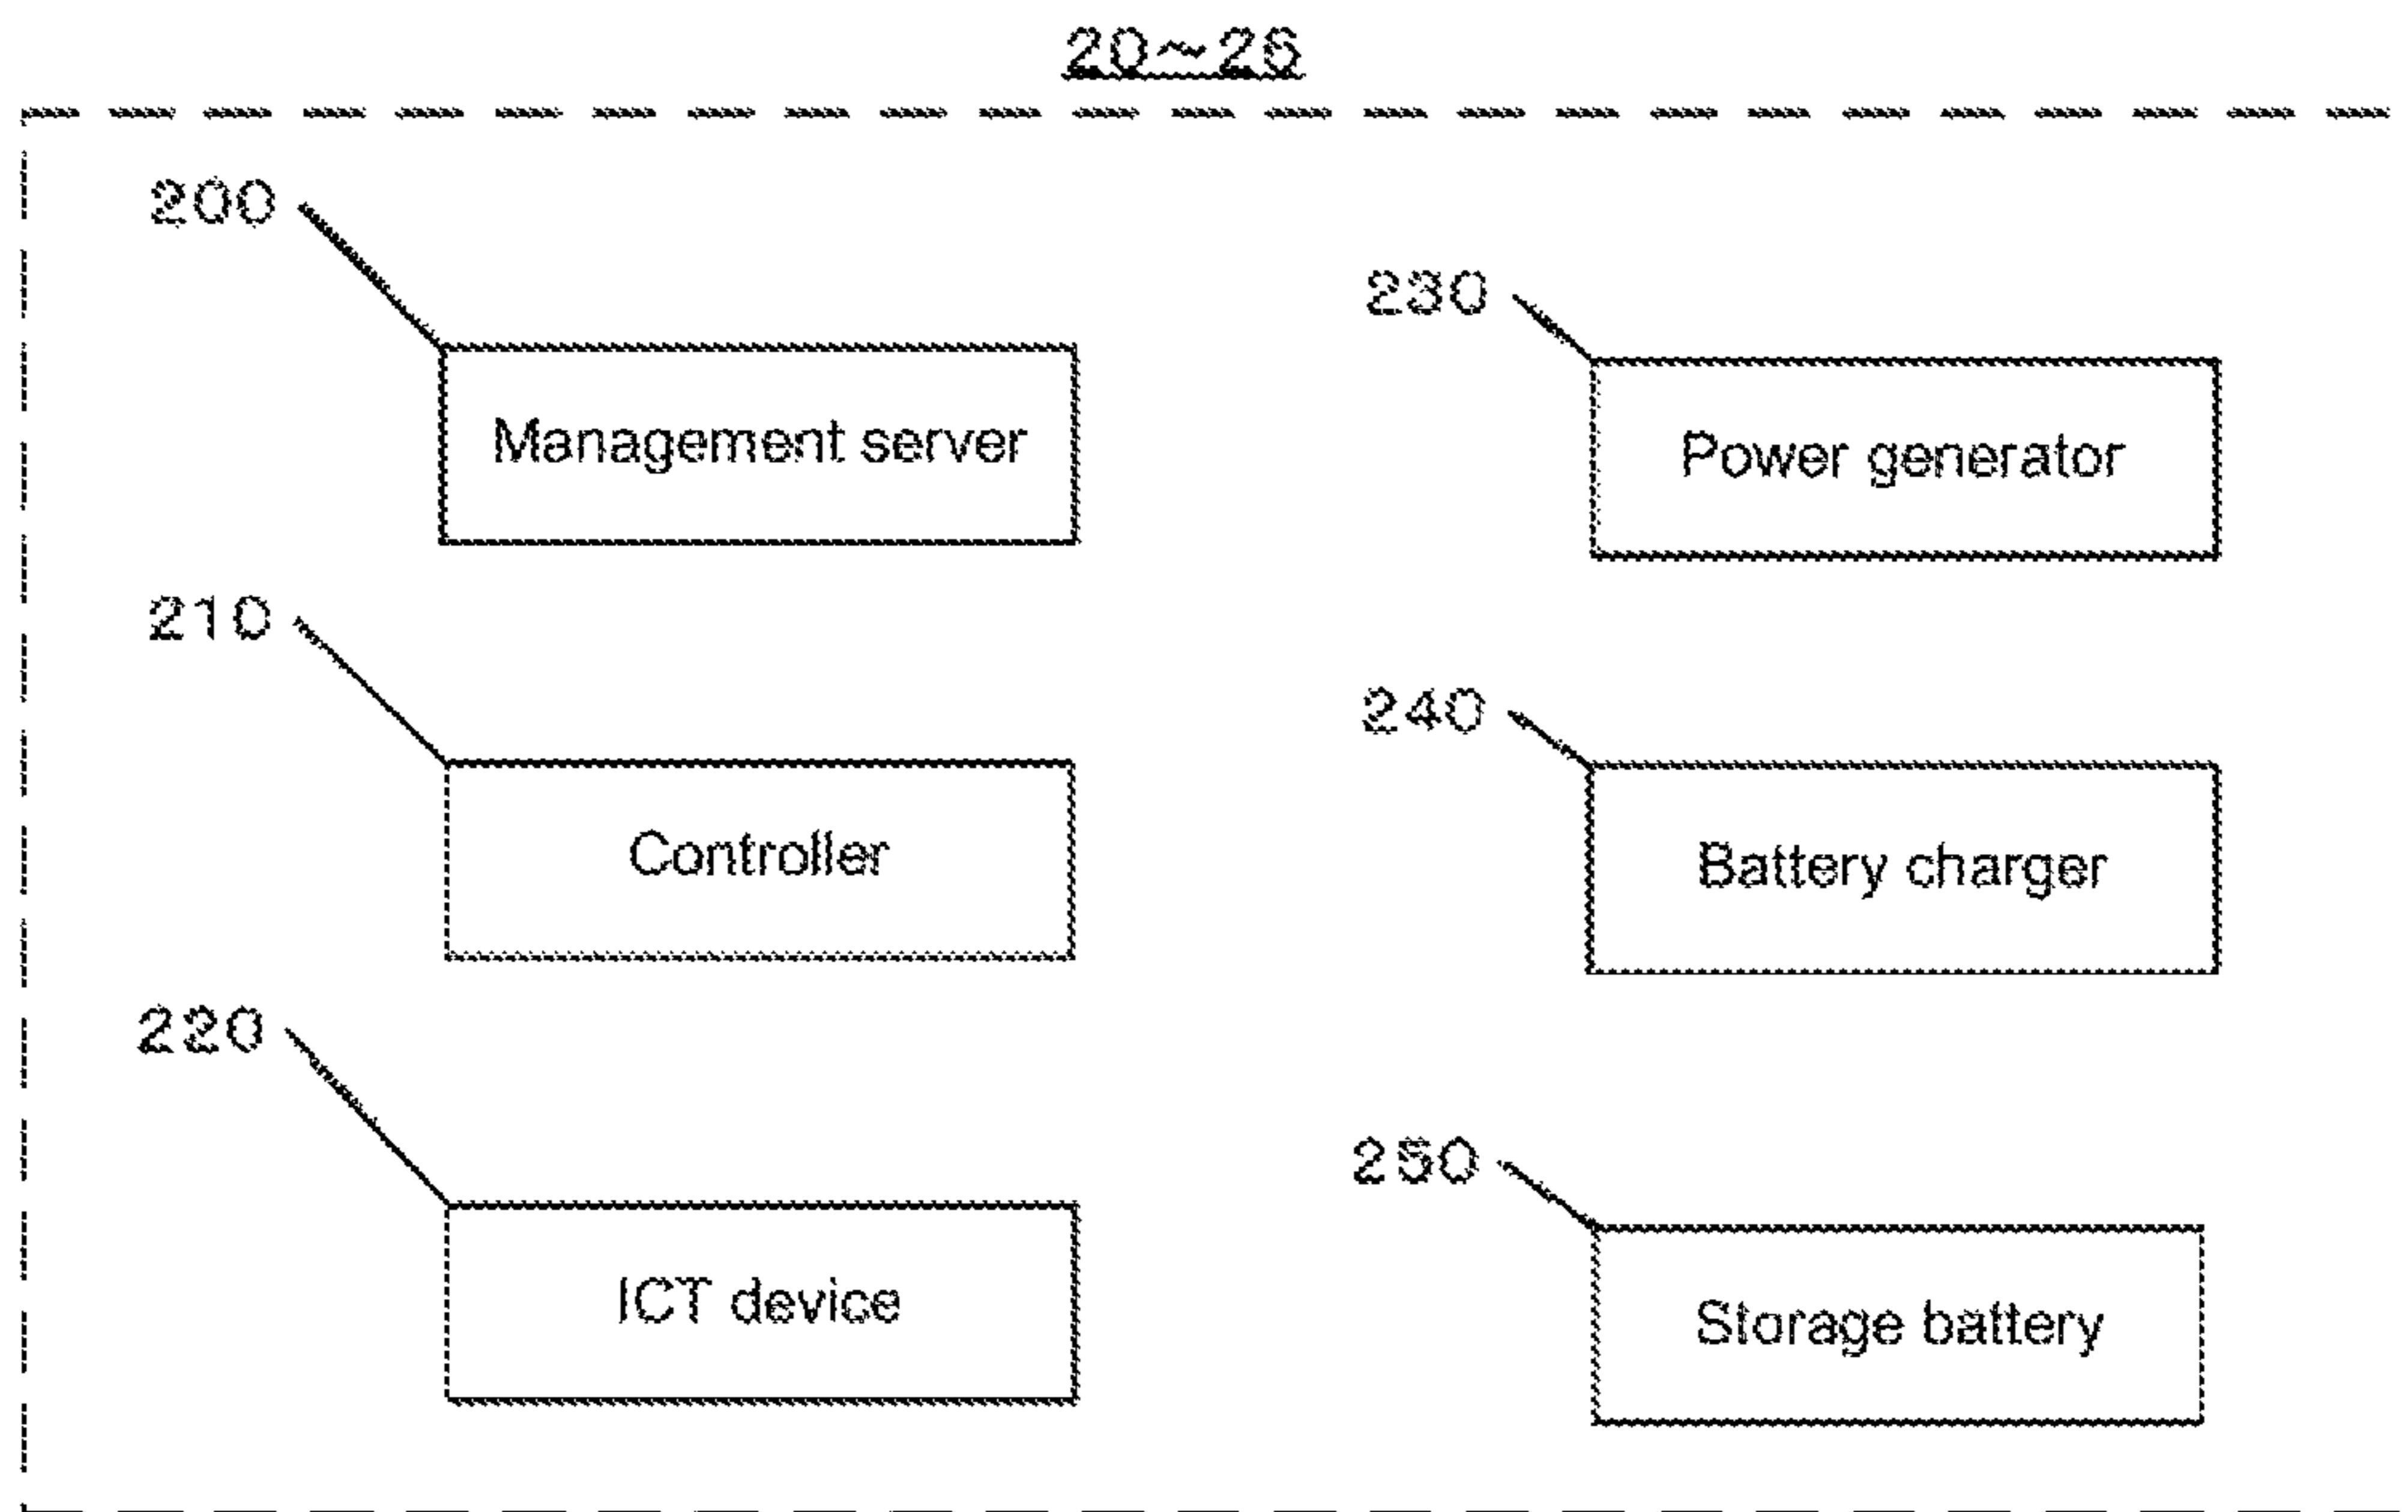 20~26
200
Management server
230
Power generator
210
Controller
240
Battery charger
220
ICT device
250
Storage battery